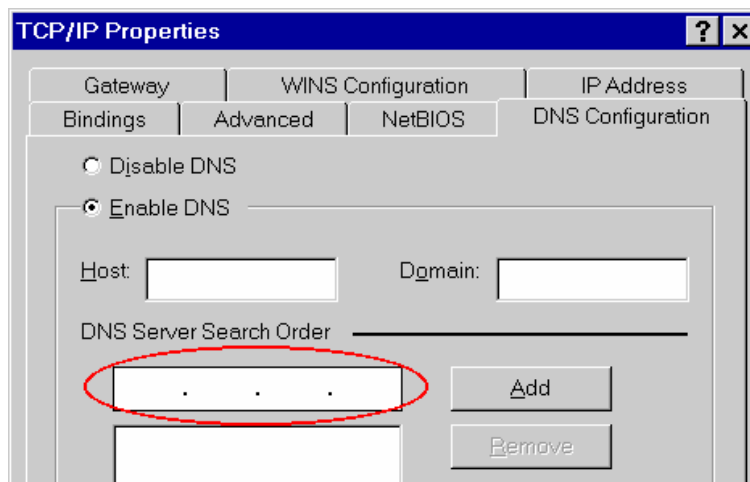 TCP/IP Properties ? ×
Gateway WINS Configuration IP Address
Bindings Advanced NetBIOS DNS Configuration
Disable DNS
Enable DNS
Host: Domain:
DNS Server Search Order
. . . Add
Remove